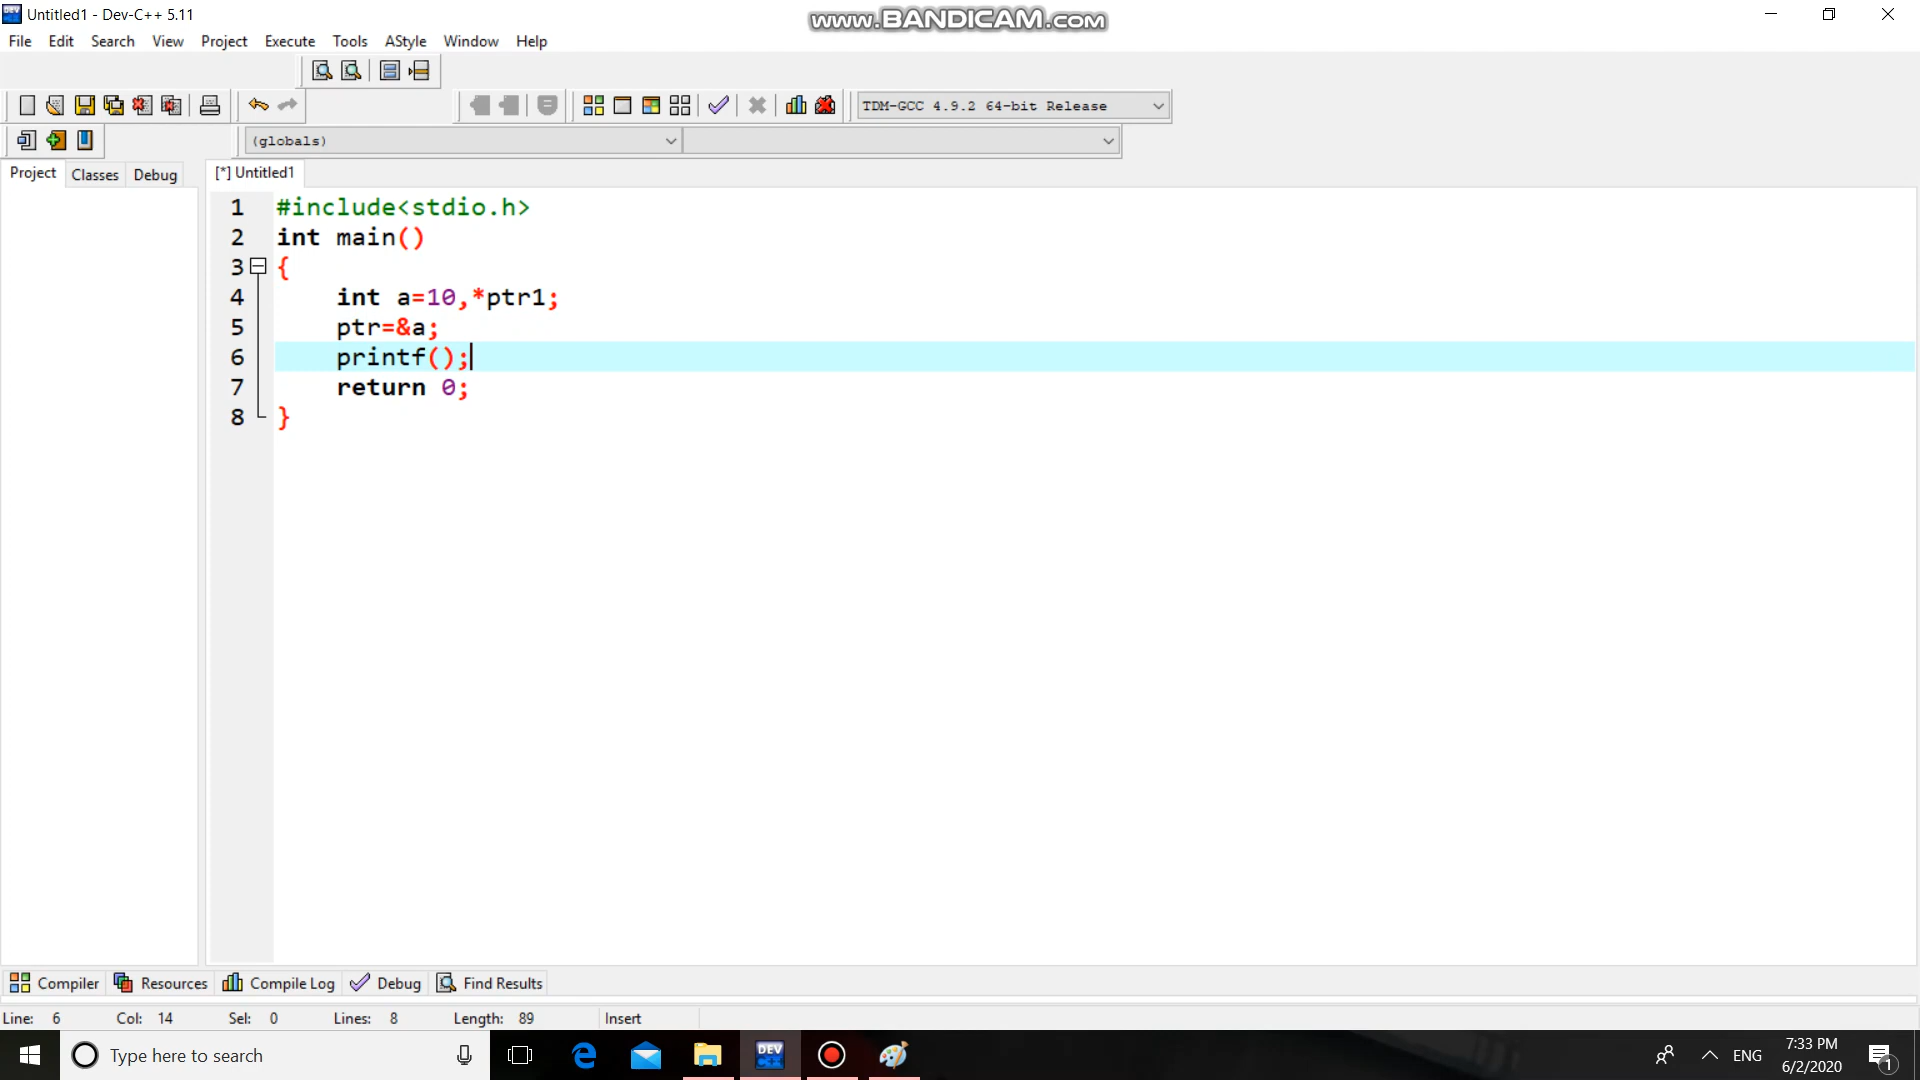 Untitled1 - Dev-C++ 5.11
www.BANDICAM.com
File Edit Search View Project Execute Tools AStyle Window Help
TDM-GCC 4.9.2 64-bit Release
(globals)
Project Classes Debug
[*] Untitled1
1 #include<stdio.h>
2 int main()
3 {
4 int a=10,*ptr1;
5 ptr=&a;
6 printf();
7 return 0;
8 }
Compiler Resources Compile Log Debug Find Results
Line: 6 Col: 14 Sel: 0 Lines: 8 Length: 89 Insert
Type here to search
DEV
ENG
7:33 PM
6/2/2020
1